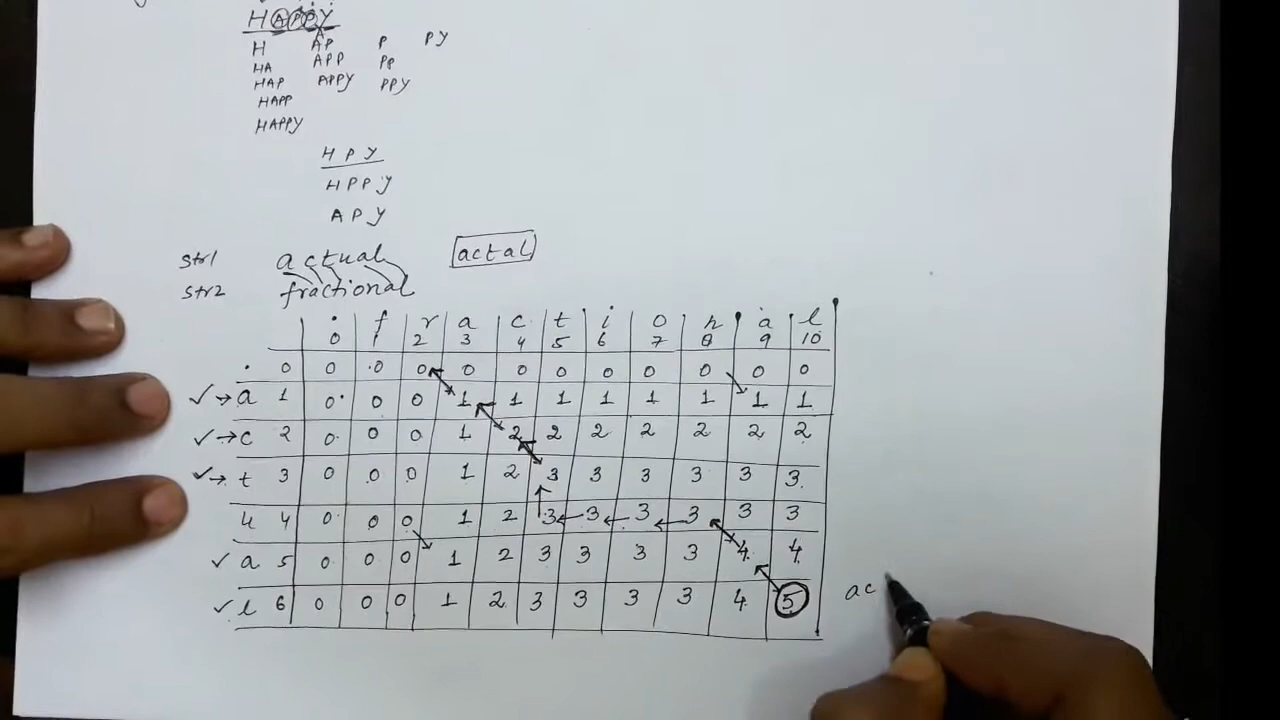 HAPPY
H AP P PY
HA APP PP
HAP APPY PPY
HAPP
HAPPY
HPY
HPPY
APY
str1 actual actal
str2 fractional
. f r a c t i o n a l
0 1 2 3 4 5 6 7 8 9 10
. 0 0 0 0 0 0 0 0 0 0 0 0
a 1 0 0 0 1 1 1 1 1 1 1 1
c 2 0 0 0 1 2 2 2 2 2 2 2
t 3 0 0 0 1 2 3 3 3 3 3 3
u 4 0 0 0 1 2 3 3 3 3 3 3
a 5 0 0 0 1 2 3 3 3 3 4 4
l 6 0 0 0 1 2 3 3 3 3 4 5
ac